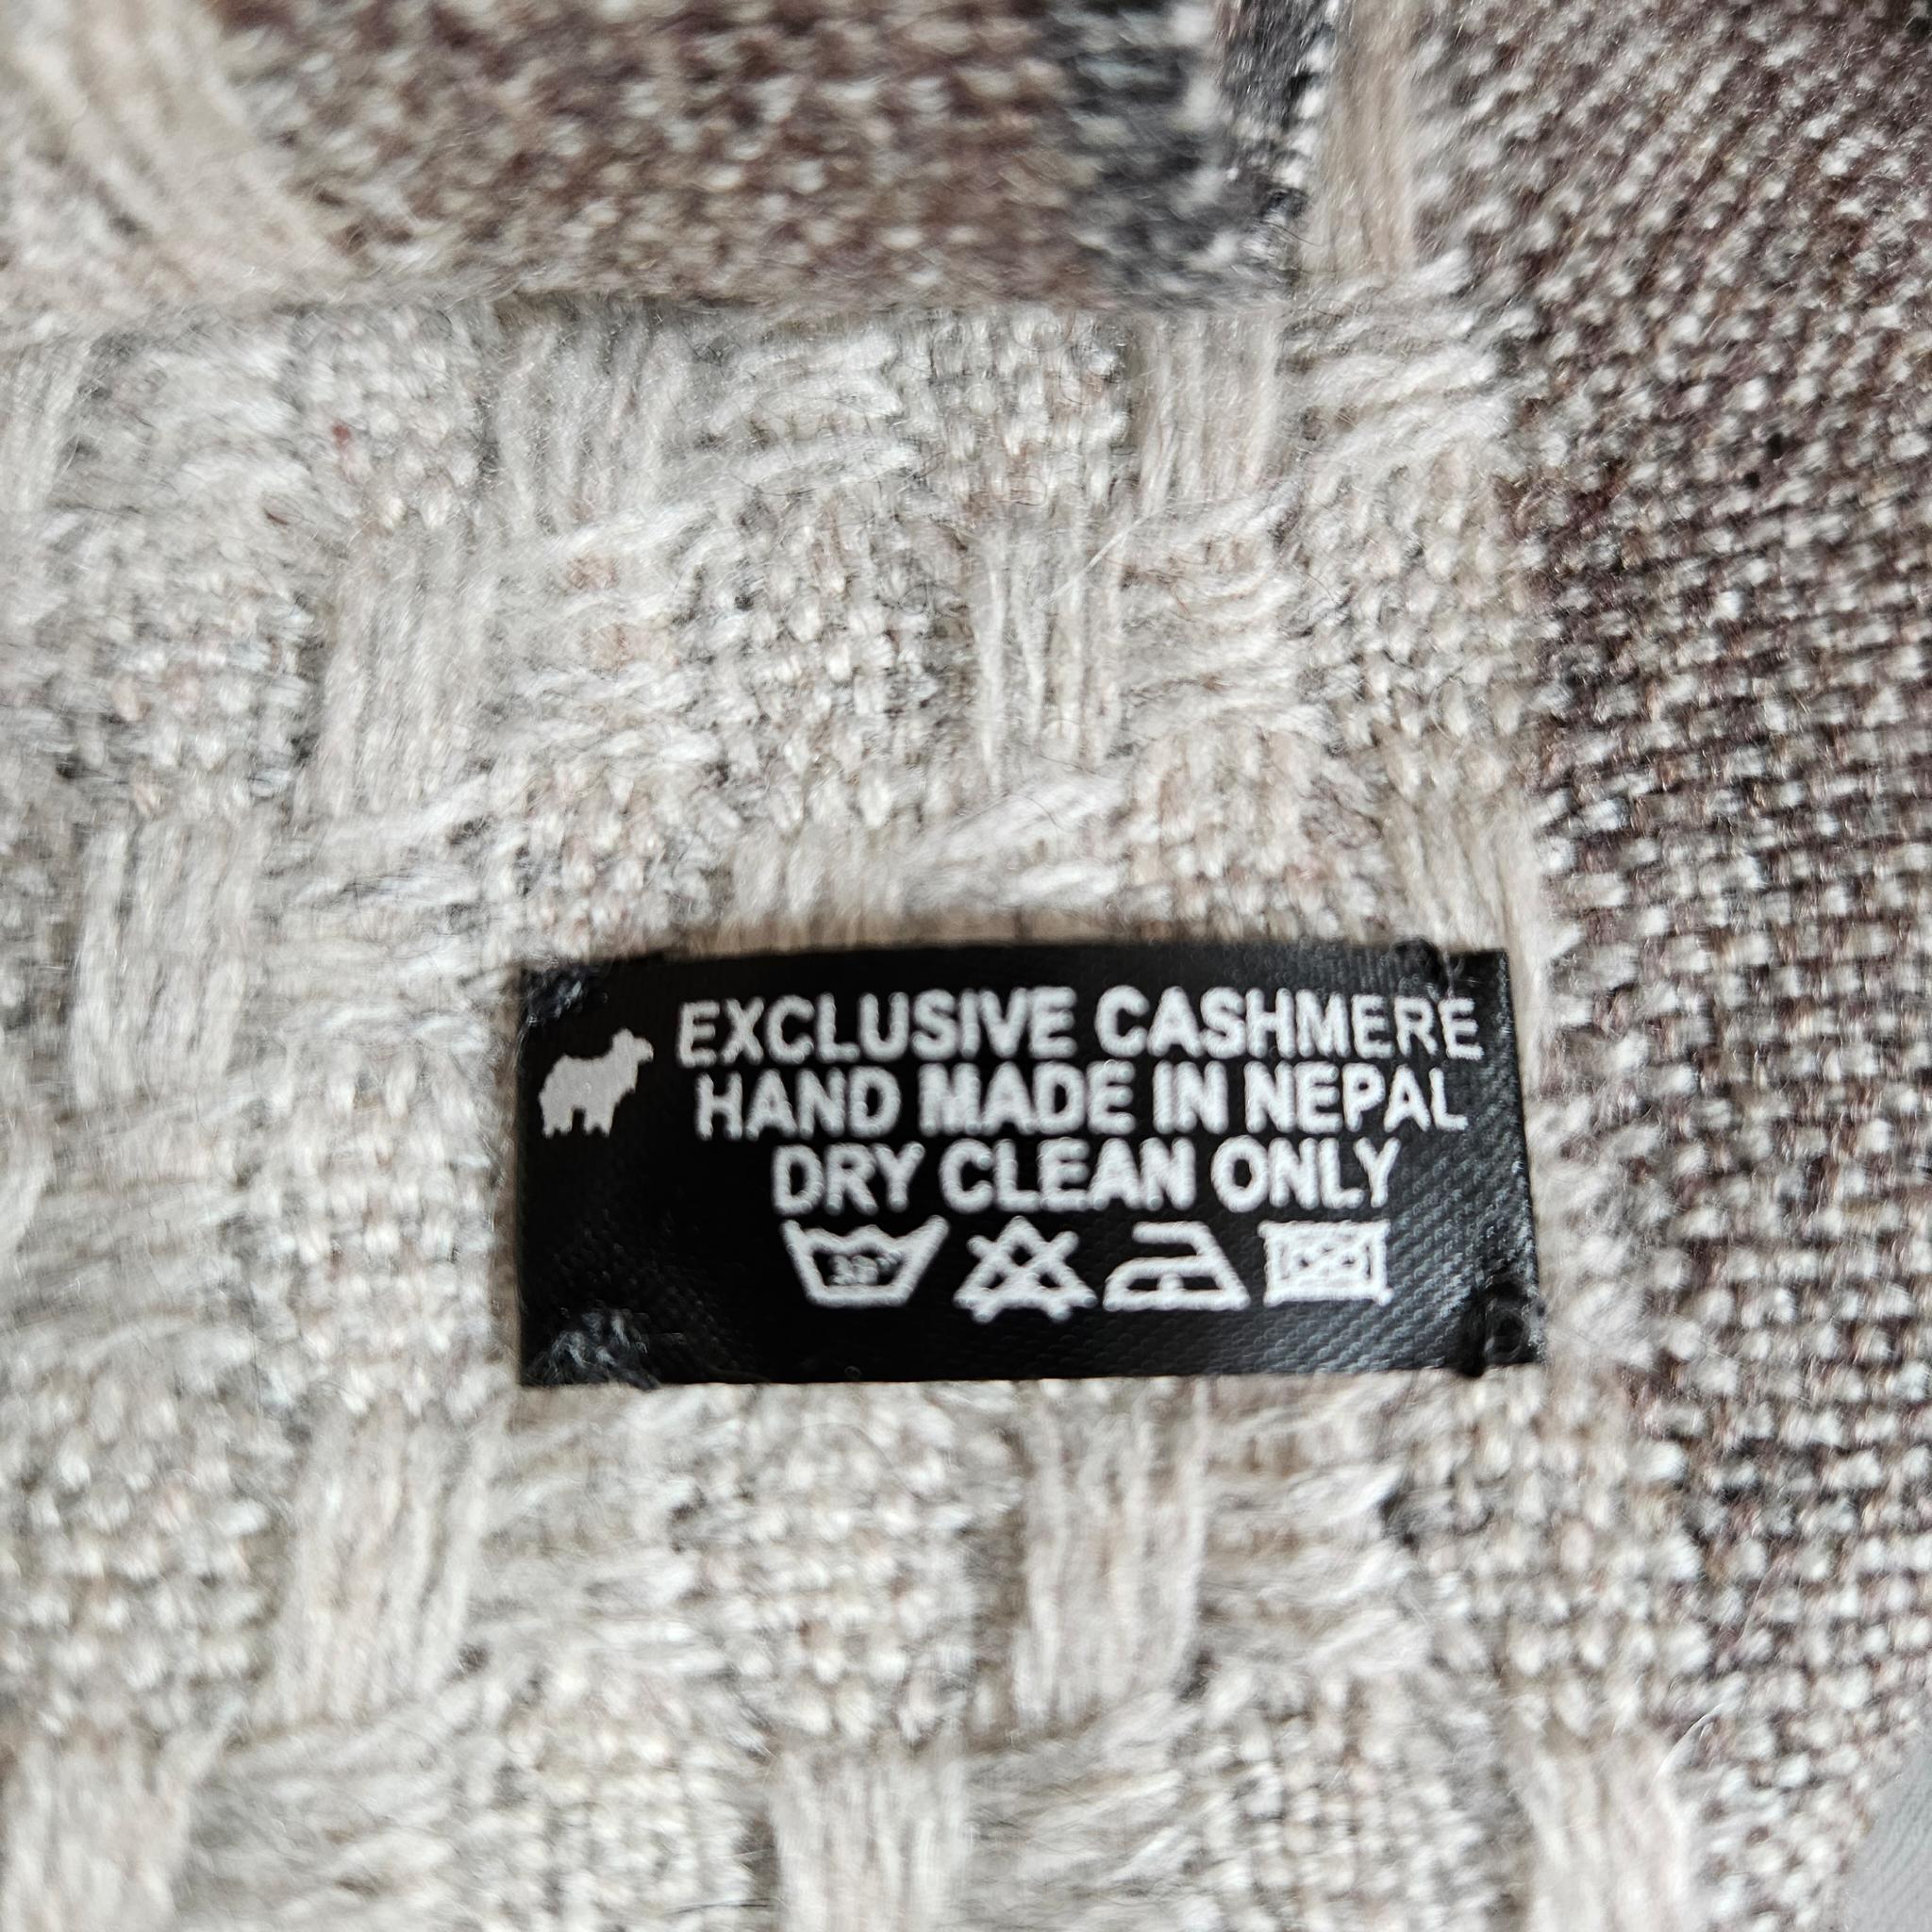 EXCLUSIVE CASHMERE
HAND MADE IN NEPAL
DRY CLEAN ONLY